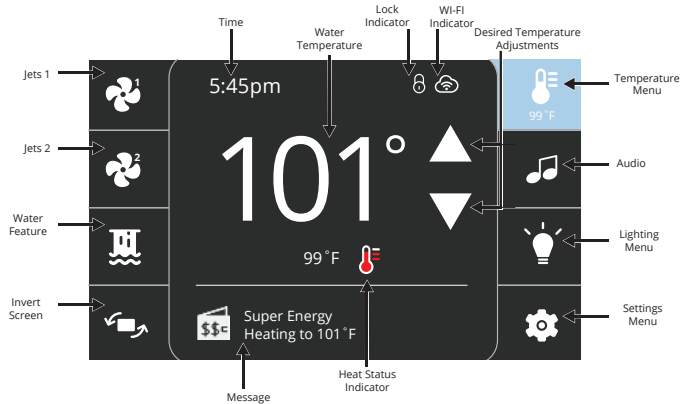 Time
Lock
Indicator
WI-FI
Indicator
Water
Temperature
Desired Temperature
Adjustments
Jets 1
Jets 2
Water
Feature
Invert
Screen
1
2
5:45pm
101°
99°F
$$
Super Energy
Heating to 101°F
99°F
Temperature
Menu
Audio
Lighting
Menu
Settings
Menu
Heat Status
Indicator
Message